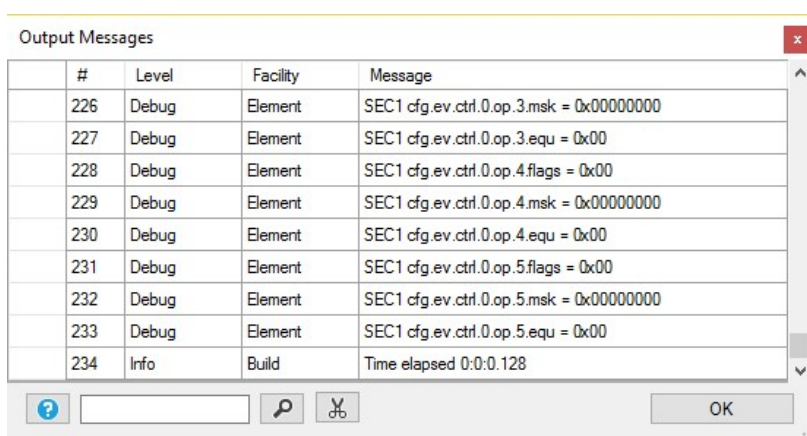 Output Messages
x
# Level Facility Message
226 Debug Element SEC1 cfg.ev.ctrl.0.op.3.msk = 0x00000000
227 Debug Element SEC1 cfg.ev.ctrl.0.op.3.equ = 0x00
228 Debug Element SEC1 cfg.ev.ctrl.0.op.4.flags = 0x00
229 Debug Element SEC1 cfg.ev.ctrl.0.op.4.msk = 0x00000000
230 Debug Element SEC1 cfg.ev.ctrl.0.op.4.equ = 0x00
231 Debug Element SEC1 cfg.ev.ctrl.0.op.5.flags = 0x00
232 Debug Element SEC1 cfg.ev.ctrl.0.op.5.msk = 0x00000000
233 Debug Element SEC1 cfg.ev.ctrl.0.op.5.equ = 0x00
234 Info Build Time elapsed 0:0:0.128
? OK